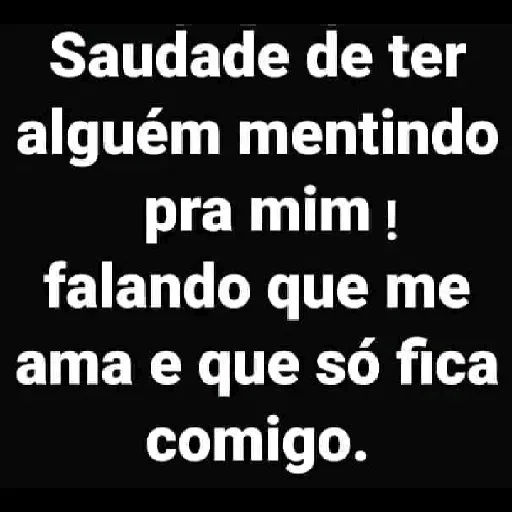 Saudade de ter
alguém mentindo
pra mim !
falando que me
ama e que só fica
comigo.